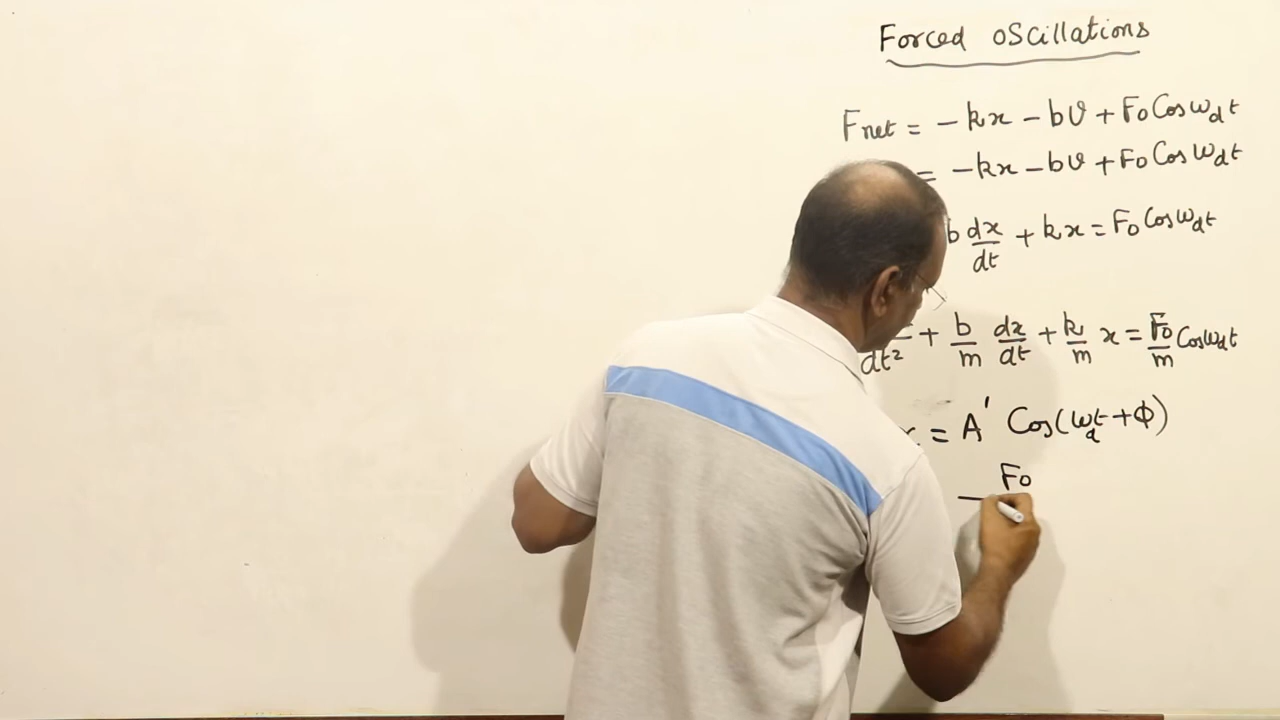 Forced oScillations
Fnet = -kx - bv + F0 Cos ωdt
= -kx - bv + F0 Cos ωdt
b dx/dt + kx = F0 Cos ωdt
dt² + b/m dx/dt + k/m x = F0/m Cos ωdt
x = A' Cos(ωdt + Φ)
F0